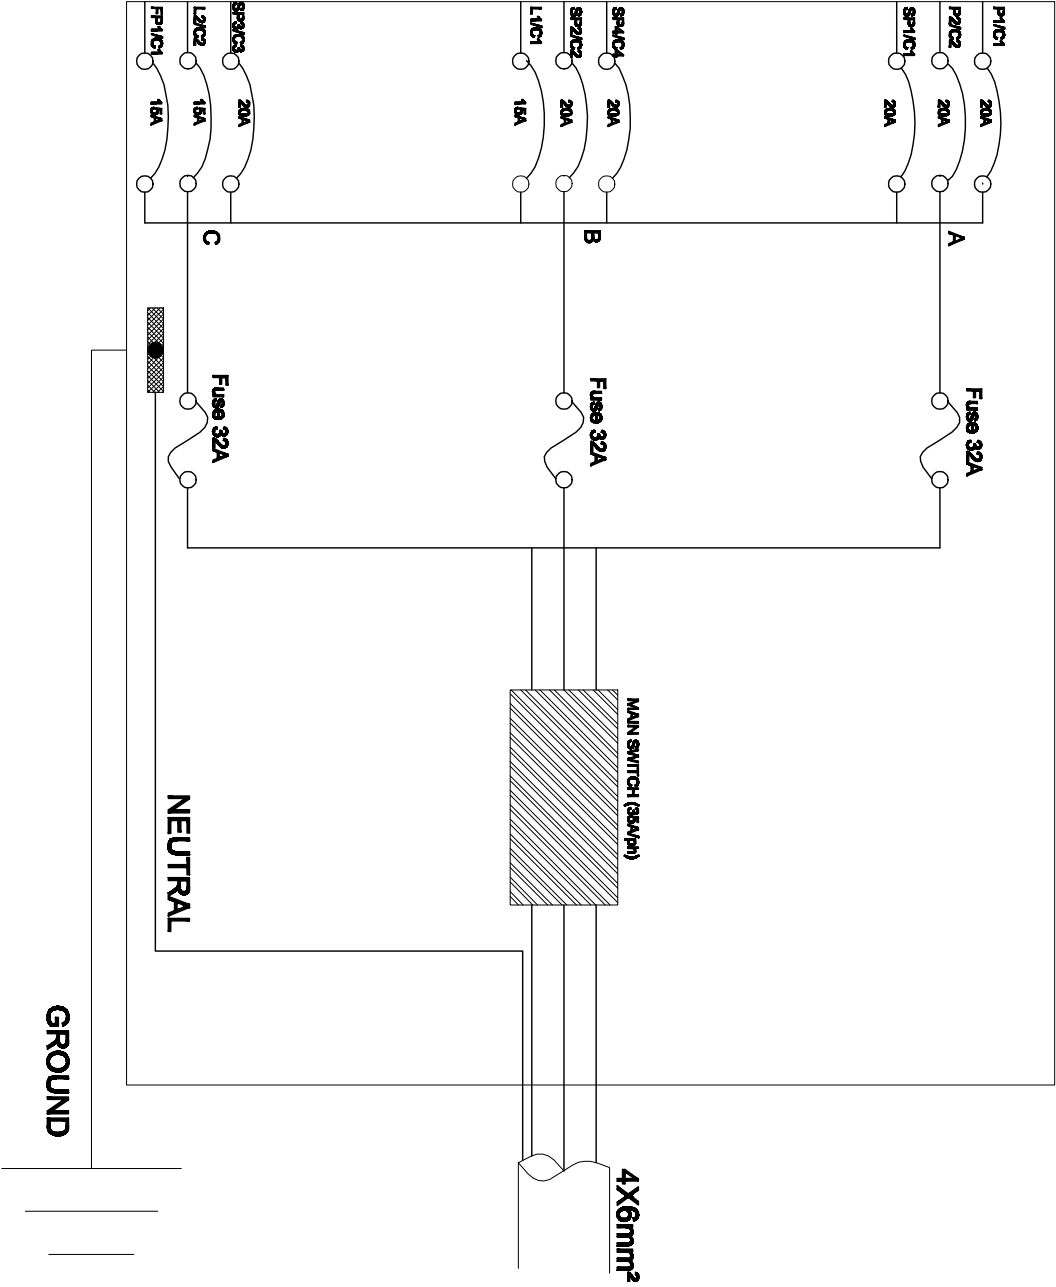 P1/C1
P2/C2
SP1/C1
SP4/C4
SP2/C2
L1/C1
SP3/C3
L2/C2
FP1/C1
20A
20A
20A
20A
20A
15A
20A
15A
15A
A
B
C
Fuse 32A
Fuse 32A
Fuse 32A
MAIN SWITCH (35A/ph)
NEUTRAL
GROUND
4X6mm²